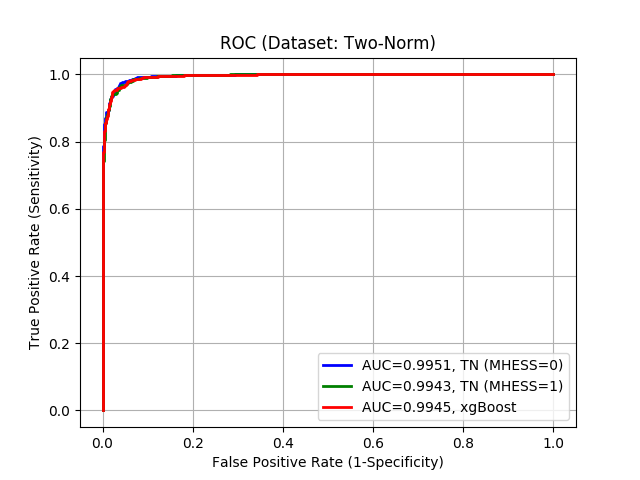 ROC (Dataset: Two-Norm)
1.0
0.8
0.6
0.4
0.2
0.0
True Positive Rate (Sensitivity)
AUC=0.9951, TN (MHESS=0)
AUC=0.9943, TN (MHESS=1)
AUC=0.9945, xgBoost
0.0 0.2 0.4 0.6 0.8 1.0
False Positive Rate (1-Specificity)